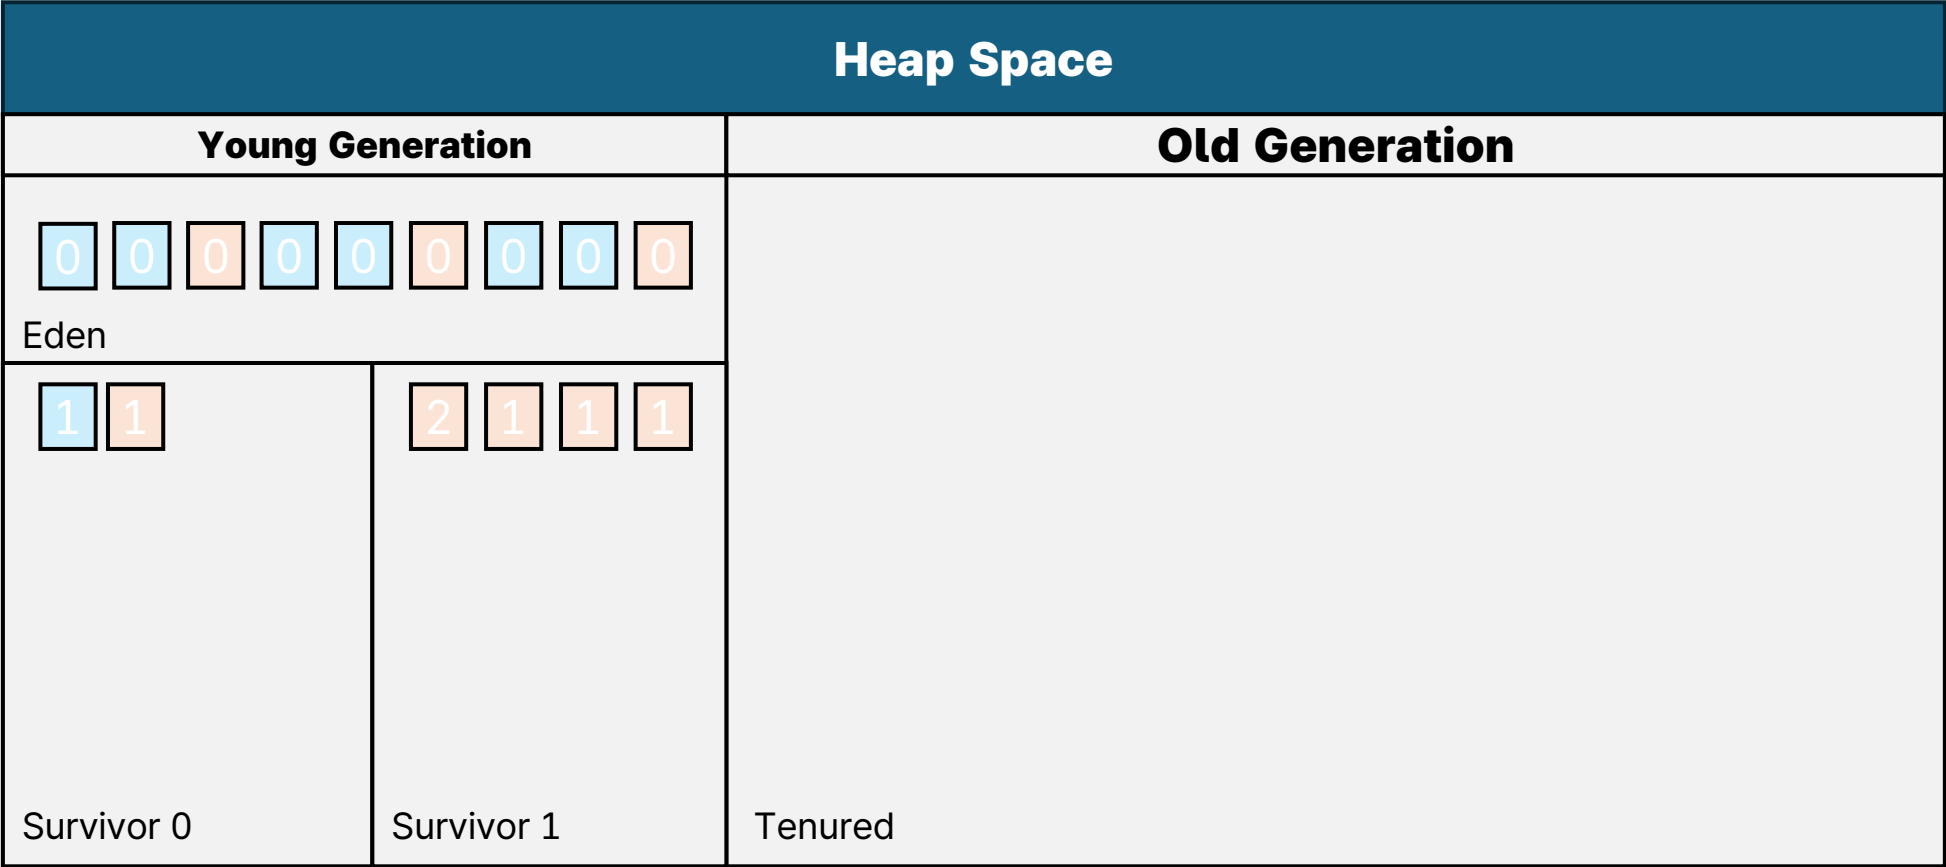 Heap Space
Young Generation
Old Generation
0 0 0 0 0 0 0 0 0
Eden
1 1
2 1 1 1
Survivor 0
Survivor 1
Tenured